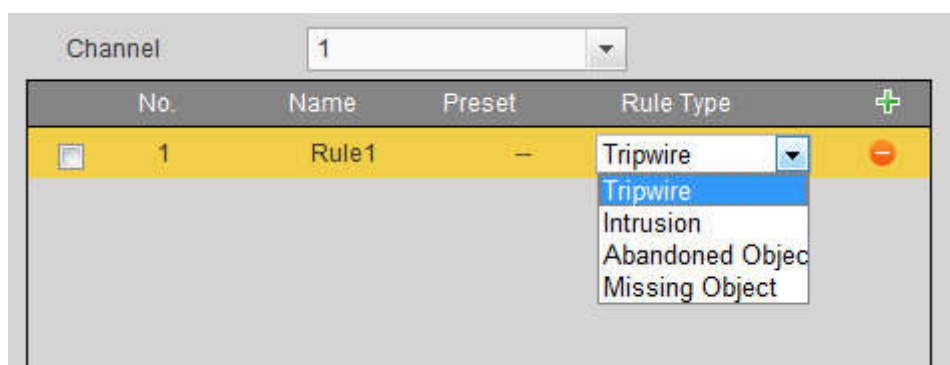 Channel 1
No. Name Preset Rule Type
1 Rule1 -- Tripwire
Tripwire
Intrusion
Abandoned Objec
Missing Object